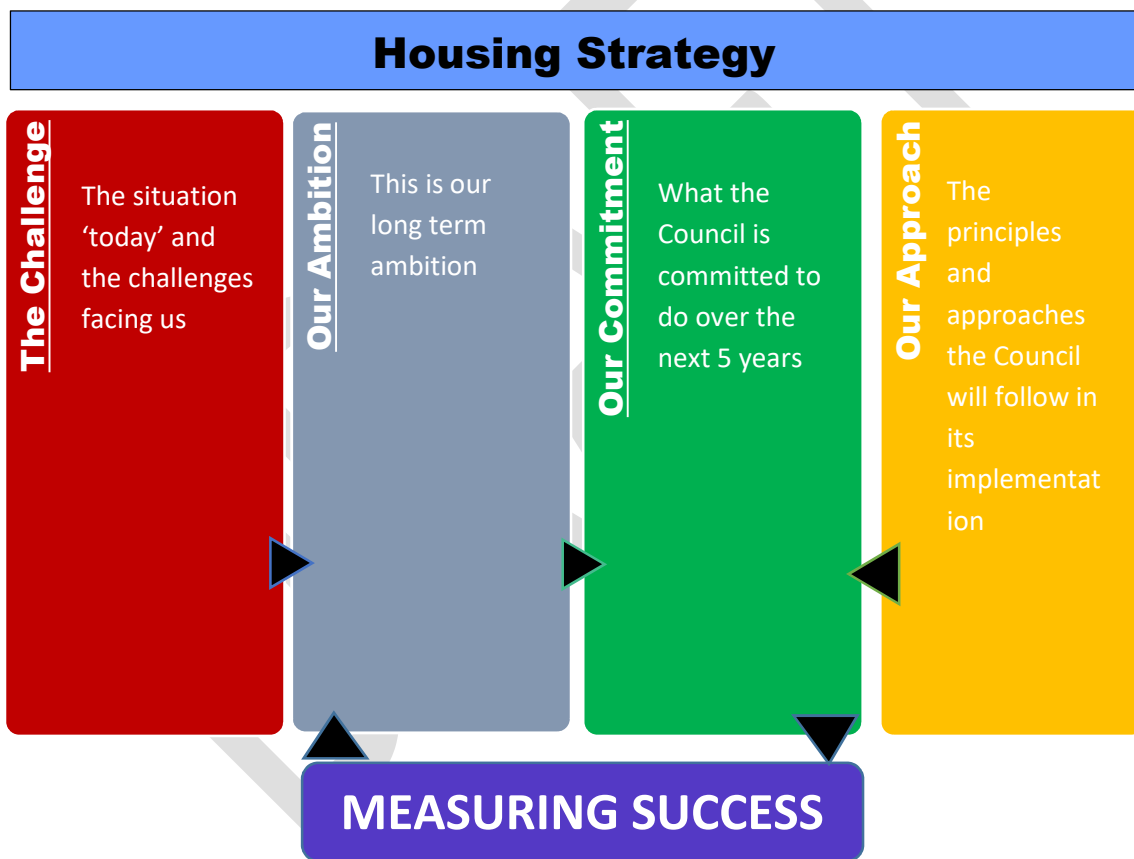 Housing Strategy
The Challenge
The situation
‘today’ and
the challenges
facing us
Our Ambition
This is our
long term
ambition
Our Commitment
What the
Council is
committed to
do over the
next 5 years
Our Approach
The
principles
and
approaches
the Council
will follow in
its
implementat
ion
MEASURING SUCCESS